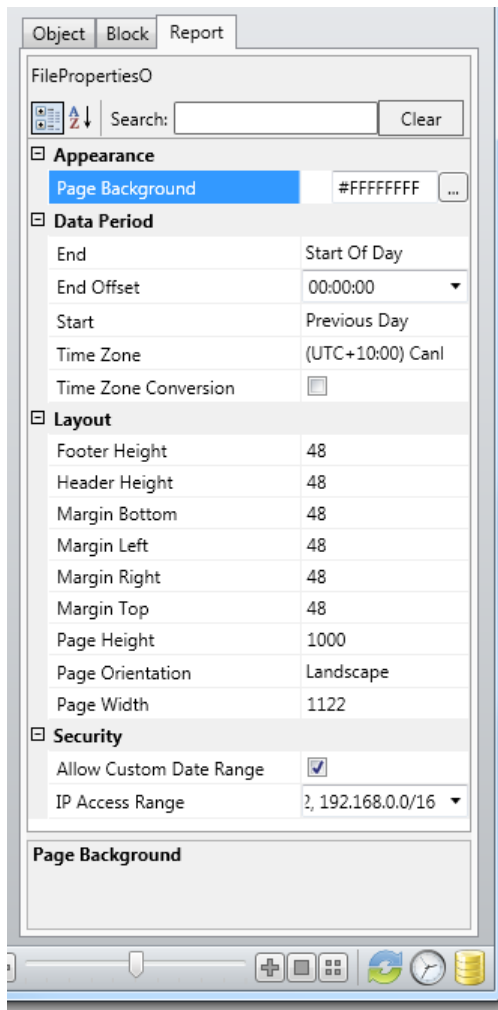 Object Block Report
FilePropertiesO
Search: Clear
Appearance
Page Background #FFFFFFFF ...
Data Period
End Start Of Day
End Offset 00:00:00
Start Previous Day
Time Zone (UTC+10:00) Canl
Time Zone Conversion
Layout
Footer Height 48
Header Height 48
Margin Bottom 48
Margin Left 48
Margin Right 48
Margin Top 48
Page Height 1000
Page Orientation Landscape
Page Width 1122
Security
Allow Custom Date Range
IP Access Range 2, 192.168.0.0/16
Page Background